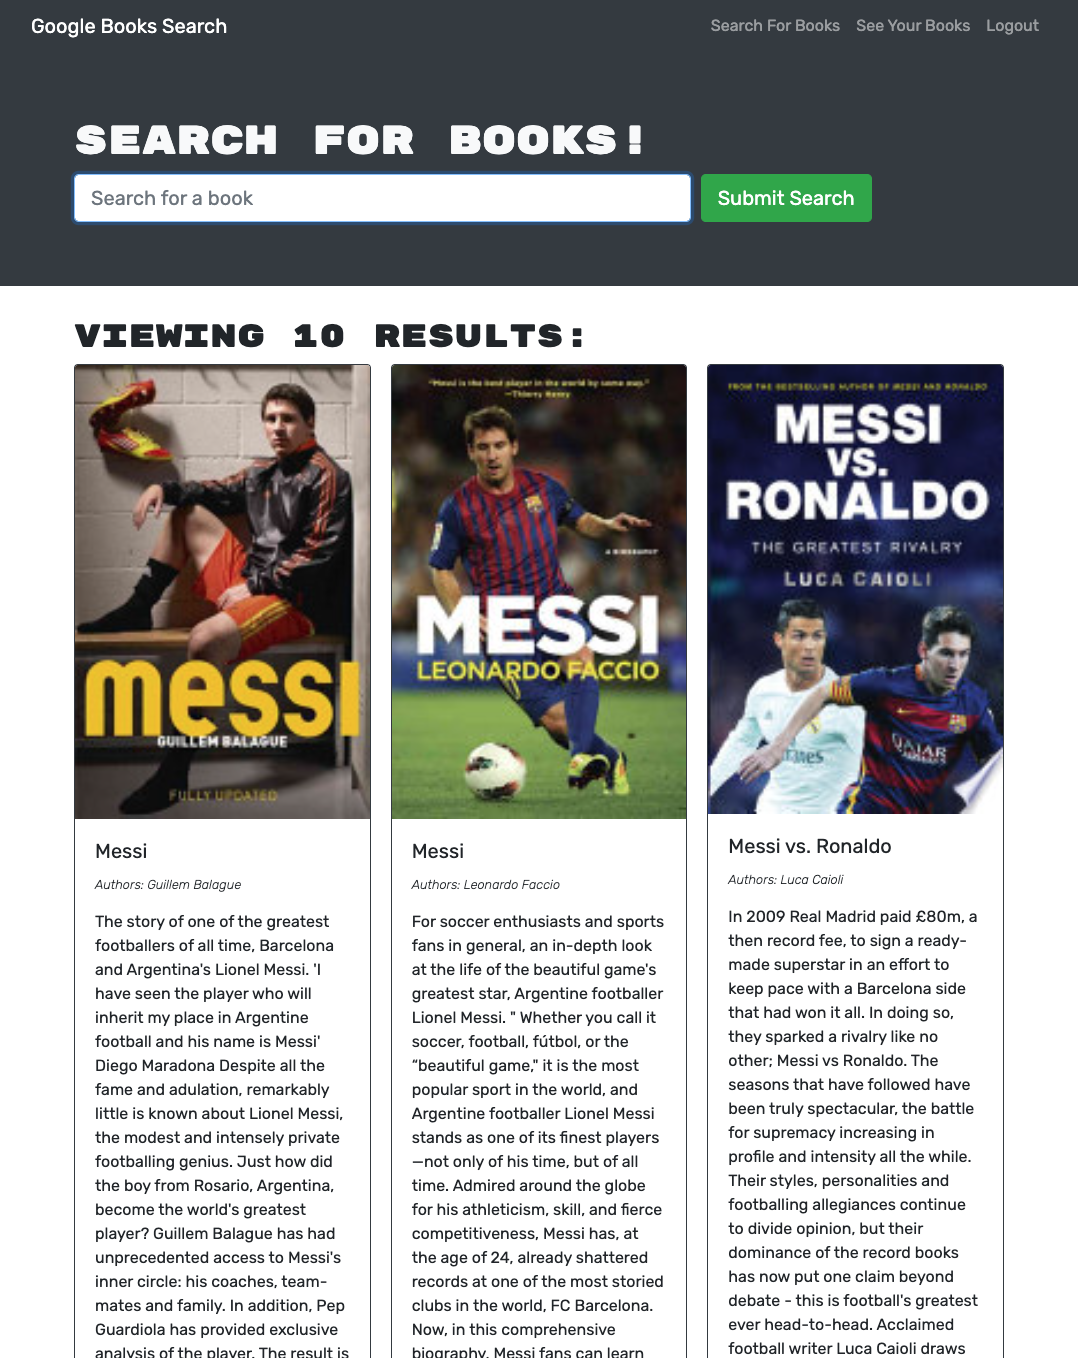 Google Books Search
Search For Books
See Your Books
Logout
SEARCH FOR BOOKS!
Search for a book
Submit Search
VIEWING 10 RESULTS:
messi
GUILLEM BALAGUE
FULLY UPDATED
Messi
Authors: Guillem Balague
The story of one of the greatest
footballers of all time, Barcelona
and Argentina's Lionel Messi. 'I
have seen the player who will
inherit my place in Argentine
football and his name is Messi'
Diego Maradona Despite all the
fame and adulation, remarkably
little is known about Lionel Messi,
the modest and intensely private
footballing genius. Just how did
the boy from Rosario, Argentina,
become the world's greatest
player? Guillem Balague has had
unprecedented access to Messi's
inner circle: his coaches, team-
mates and family. In addition, Pep
Guardiola has provided exclusive
analysis of the player. The result is
"Messi is the best player in the world by some way."
—Thierry Henry
A BIOGRAPHY
MESSI
LEONARDO FACCIO
Messi
Authors: Leonardo Faccio
For soccer enthusiasts and sports
fans in general, an in-depth look
at the life of the beautiful game's
greatest star, Argentine footballer
Lionel Messi. " Whether you call it
soccer, football, fútbol, or the
“beautiful game," it is the most
popular sport in the world, and
Argentine footballer Lionel Messi
stands as one of its finest players
—not only of his time, but of all
time. Admired around the globe
for his athleticism, skill, and fierce
competitiveness, Messi has, at
the age of 24, already shattered
records at one of the most storied
clubs in the world, FC Barcelona.
Now, in this comprehensive
biography, Messi fans can learn
FROM THE BESTSELLING AUTHOR OF MESSI AND RONALDO
MESSI
VS.
RONALDO
THE GREATEST RIVALRY
LUCA CAIOLI
QATAR
AIRWAYS
Messi vs. Ronaldo
Authors: Luca Caioli
In 2009 Real Madrid paid £80m, a
then record fee, to sign a ready-
made superstar in an effort to
keep pace with a Barcelona side
that had won it all. In doing so,
they sparked a rivalry like no
other; Messi vs Ronaldo. The
seasons that have followed have
been truly spectacular, the battle
for supremacy increasing in
profile and intensity all the while.
Their styles, personalities and
footballing allegiances continue
to divide opinion, but their
dominance of the record books
has now put one claim beyond
debate - this is football's greatest
ever head-to-head. Acclaimed
football writer Luca Caioli draws